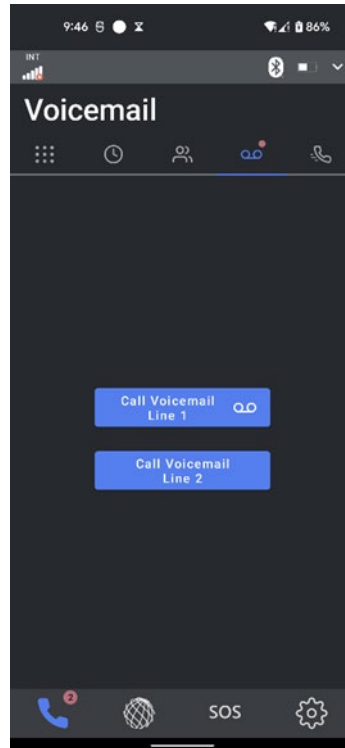 9:46
86%
INT
Voicemail
Call Voicemail
Line 1
Call Voicemail
Line 2
2
SOS